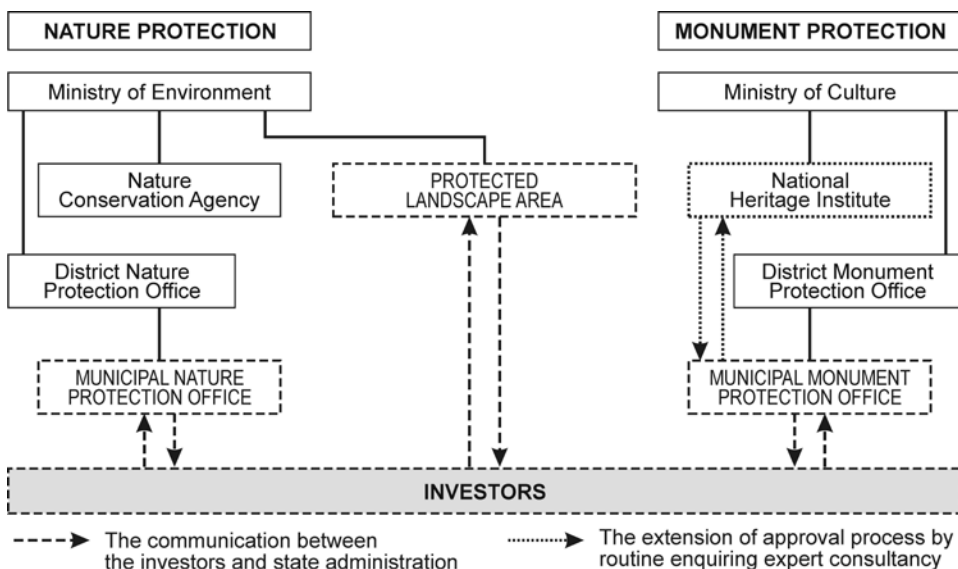 NATURE PROTECTION
MONUMENT PROTECTION
Ministry of Environment
Ministry of Culture
Nature
Conservation Agency
PROTECTED
LANDSCAPE AREA
National
Heritage Institute
District Nature
Protection Office
District Monument
Protection Office
MUNICIPAL NATURE
PROTECTION OFFICE
MUNICIPAL MONUMENT
PROTECTION OFFICE
INVESTORS
The communication between
the investors and state administration
The extension of approval process by
routine enquiring expert consultancy